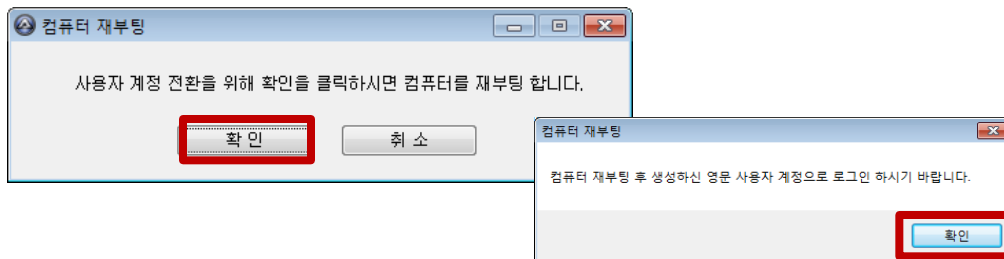 컴퓨터 재부팅
사용자 계정 전환을 위해 확인을 클릭하시면 컴퓨터를 재부팅 합니다.
확 인
취 소
컴퓨터 재부팅
컴퓨터 재부팅 후 생성하신 영문 사용자 계정으로 로그인 하시기 바랍니다.
확인